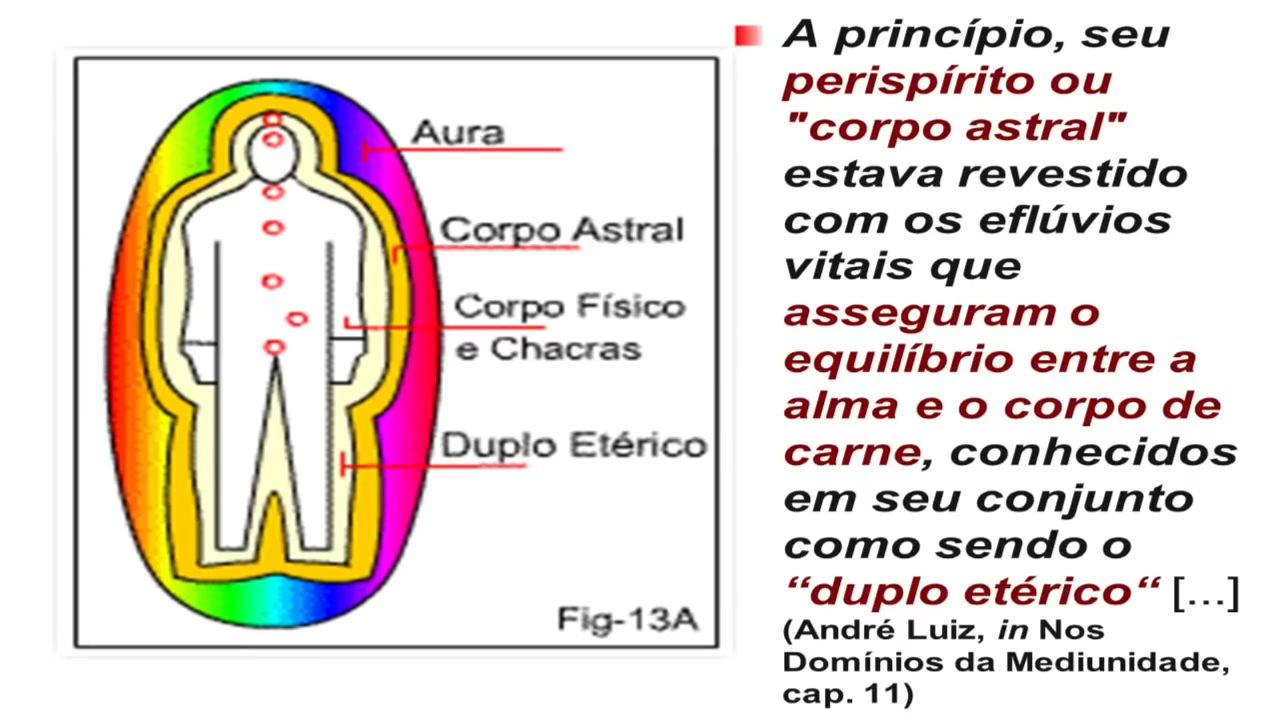 Aura
Corpo Astral
Corpo Físico
e Chacras
Duplo Etérico
Fig-13A
A princípio, seu
perispírito ou
"corpo astral"
estava revestido
com os eflúvios
vitais que
asseguram o
equilíbrio entre a
alma e o corpo de
carne, conhecidos
em seu conjunto
como sendo o
“duplo etérico“ [...]
(André Luiz, in Nos
Domínios da Mediunidade,
cap. 11)